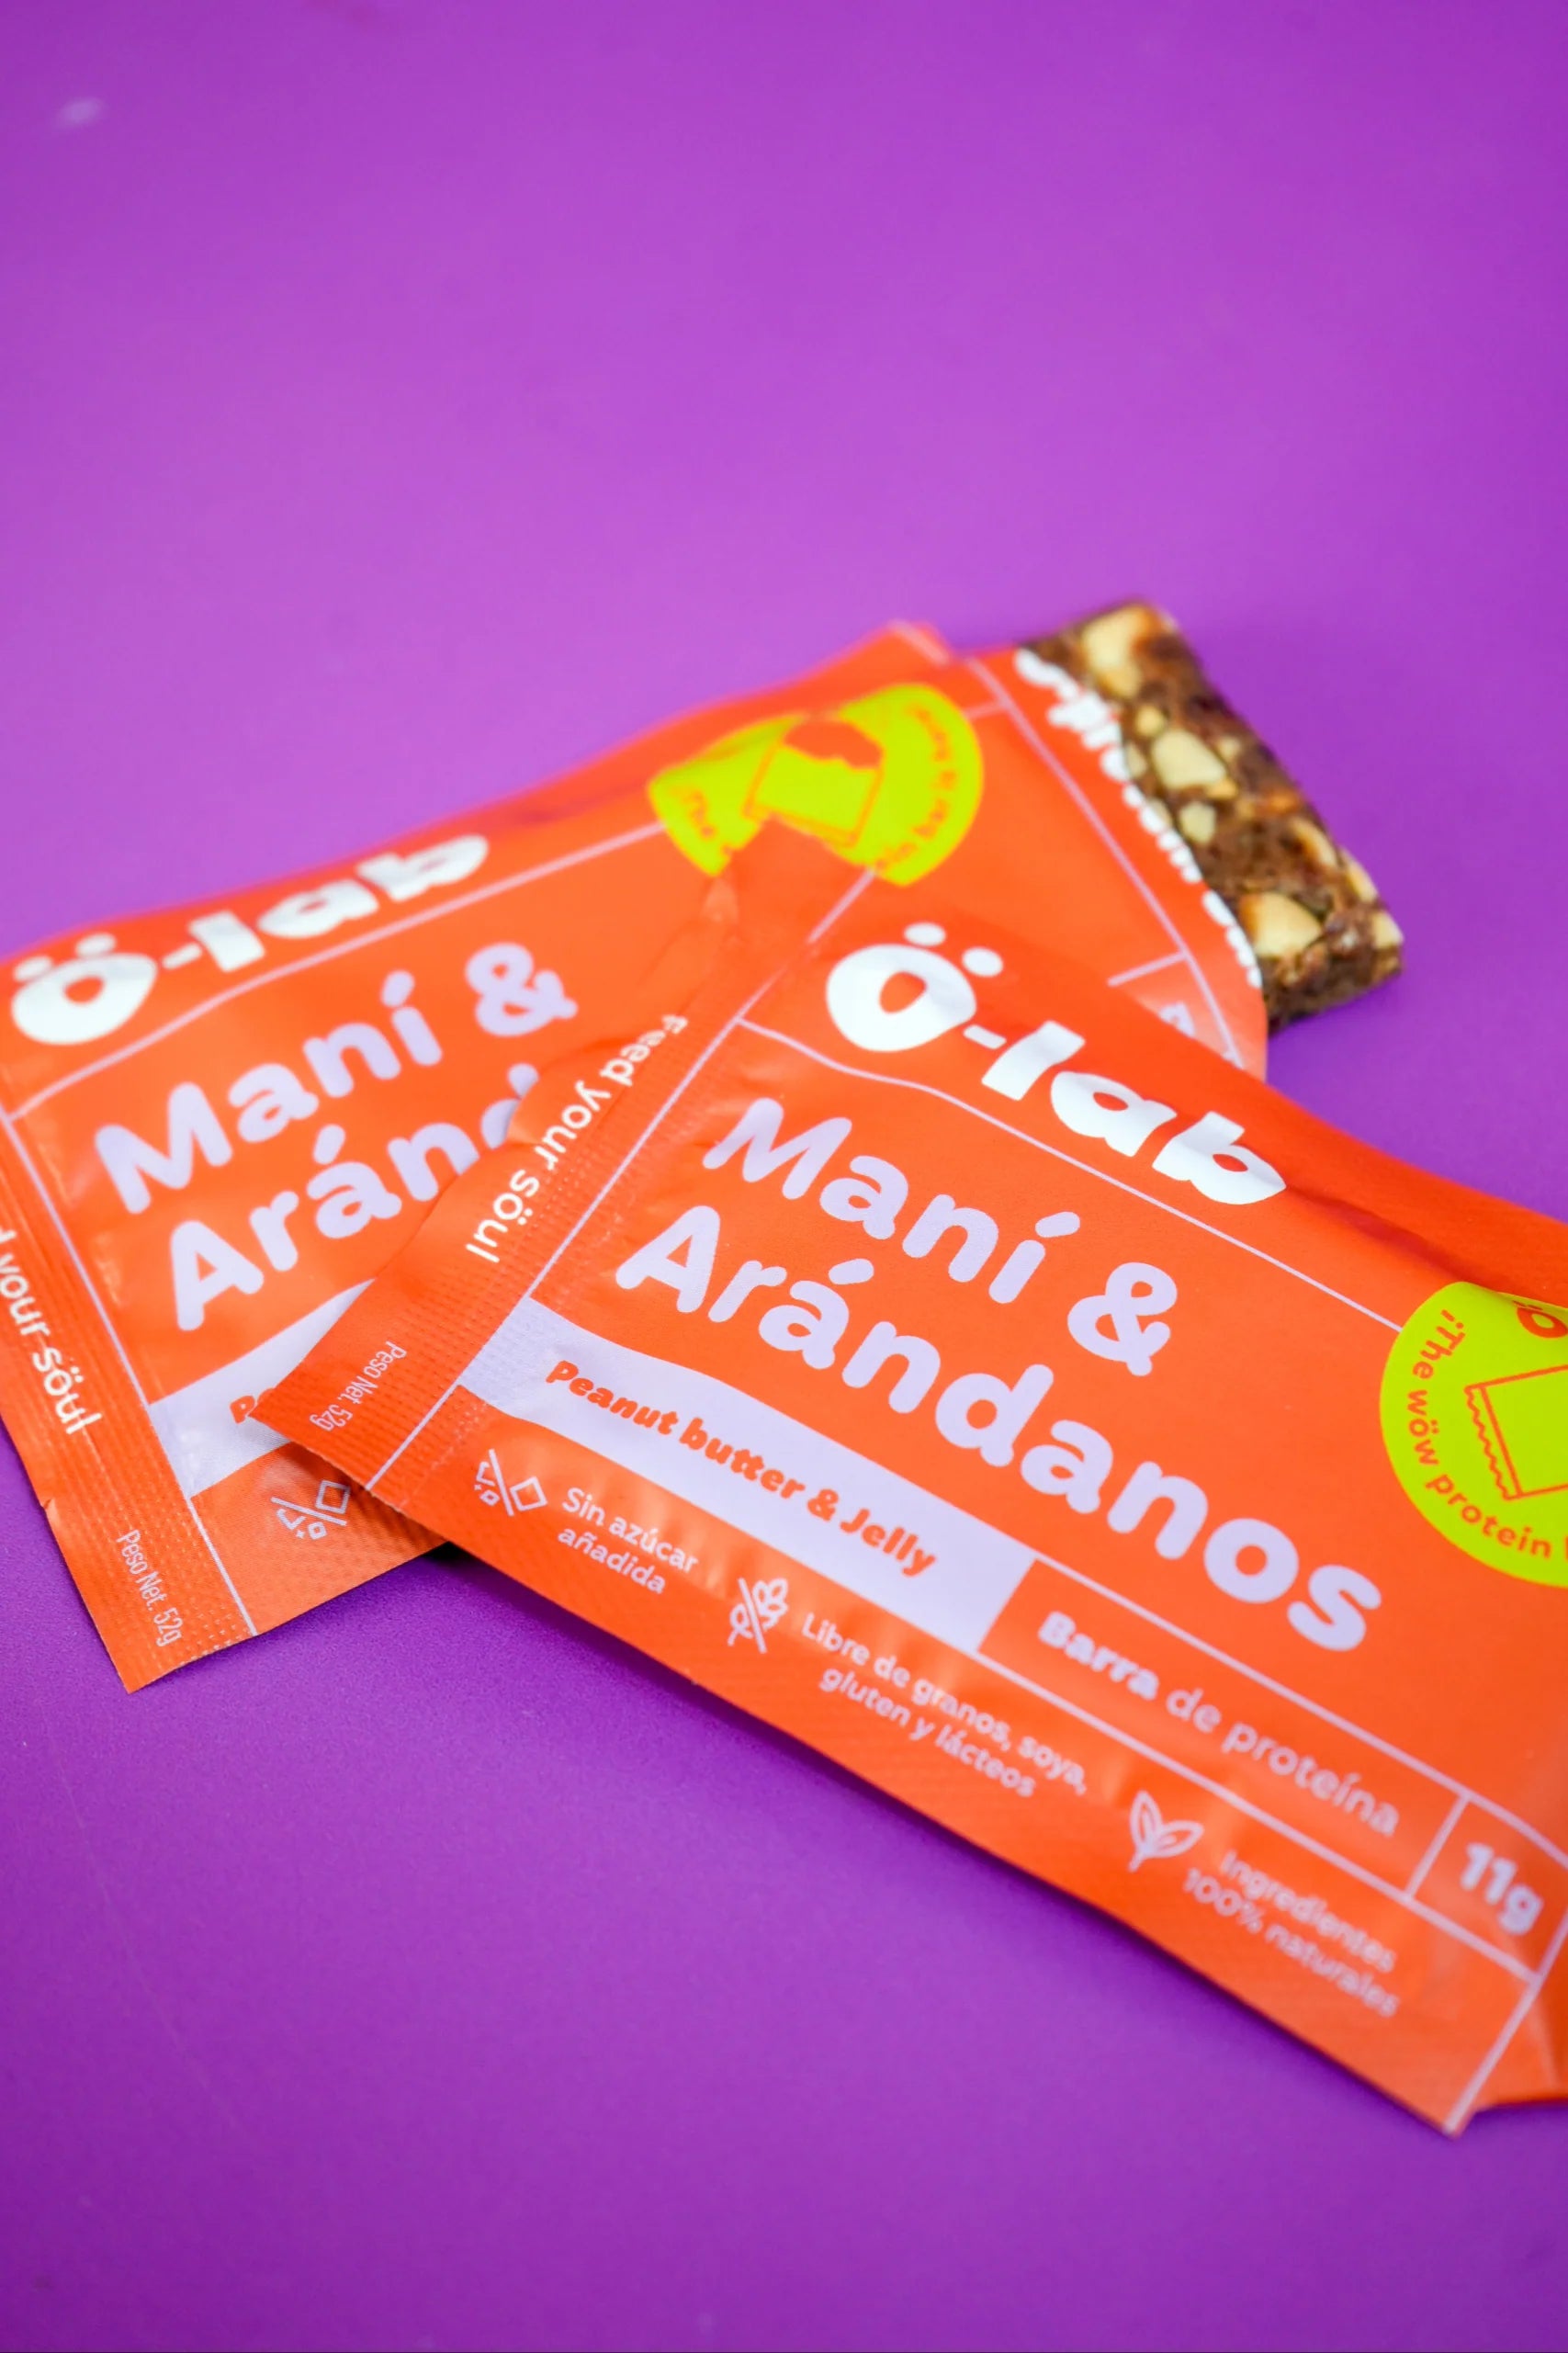 Ö-lab
Maní &
Aránd
your söul
Peso Net. 52g
Feed your söul
Peso Net. 52g
Ö-lab
Maní &
Arándanos
Peanut butter & Jelly
Barra de proteína
11g
Sin azúcar
añadida
Libre de granos, soya,
gluten y lácteos
Ingredientes
100% naturales
¡The wöw protein